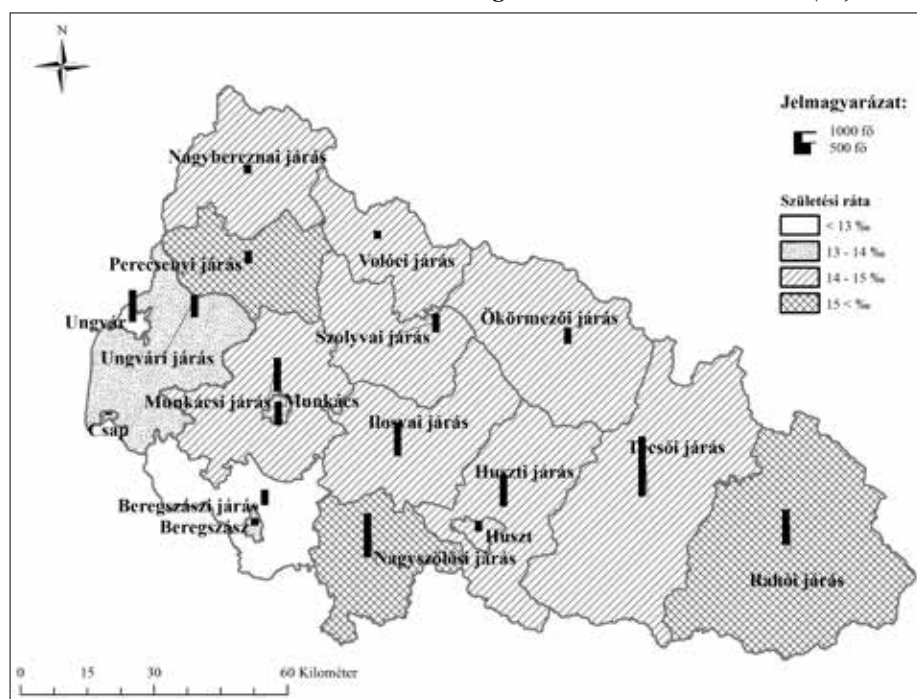 N
Jelmagyarázat:
1000 fő
500 fő
Születési ráta
< 13 ‰
13 - 14 ‰
14 - 15 ‰
15 < ‰
Nagybereznai járás
Perecsenyi járás
Volóci járás
Ungvár
Szolyvai járás
Ökörmezői járás
Ungvári járás
Munkácsi járás
Munkács
Csap
Ilosvai járás
Huszti járás
Técsői járás
Beregszászi járás
Beregszász
Huszt
Nagyszőlősi járás
Rahói járás
0 15 30 60 Kilométer